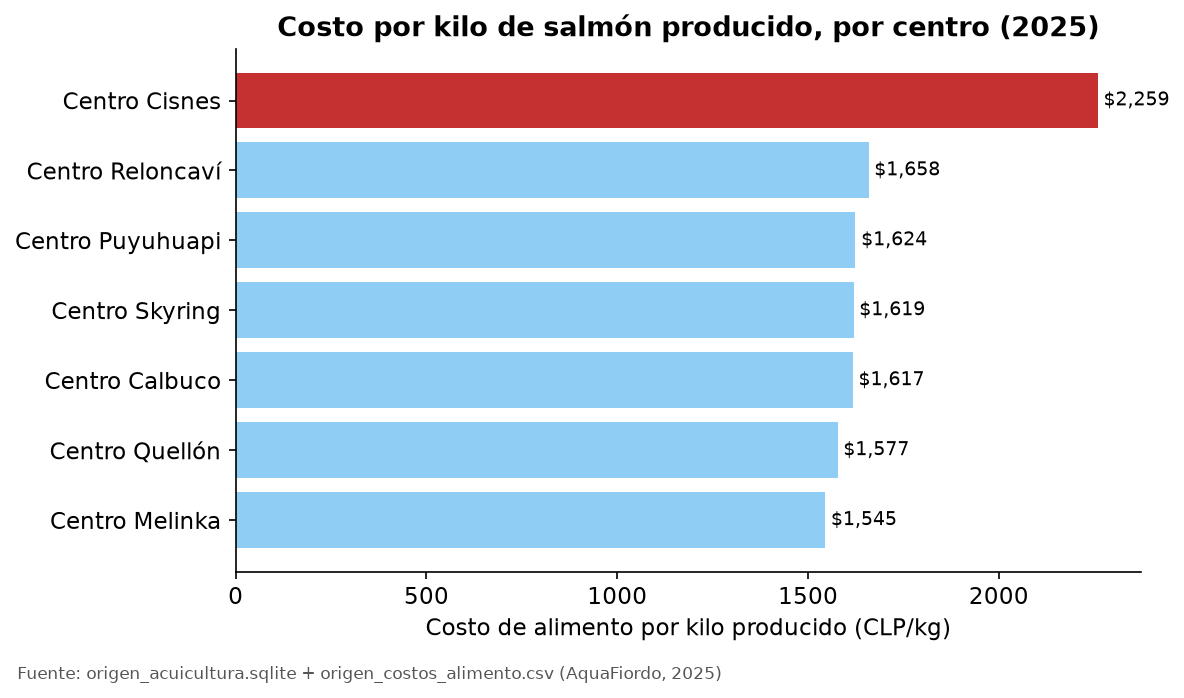 Costo por kilo de salmón producido, por centro (2025)
Centro Cisnes $2,259
Centro Reloncaví $1,658
Centro Puyuhuapi $1,624
Centro Skyring $1,619
Centro Calbuco $1,617
Centro Quellón $1,577
Centro Melinka $1,545
0 500 1000 1500 2000
Costo de alimento por kilo producido (CLP/kg)
Fuente: origen_acuicultura.sqlite + origen_costos_alimento.csv (AquaFiordo, 2025)